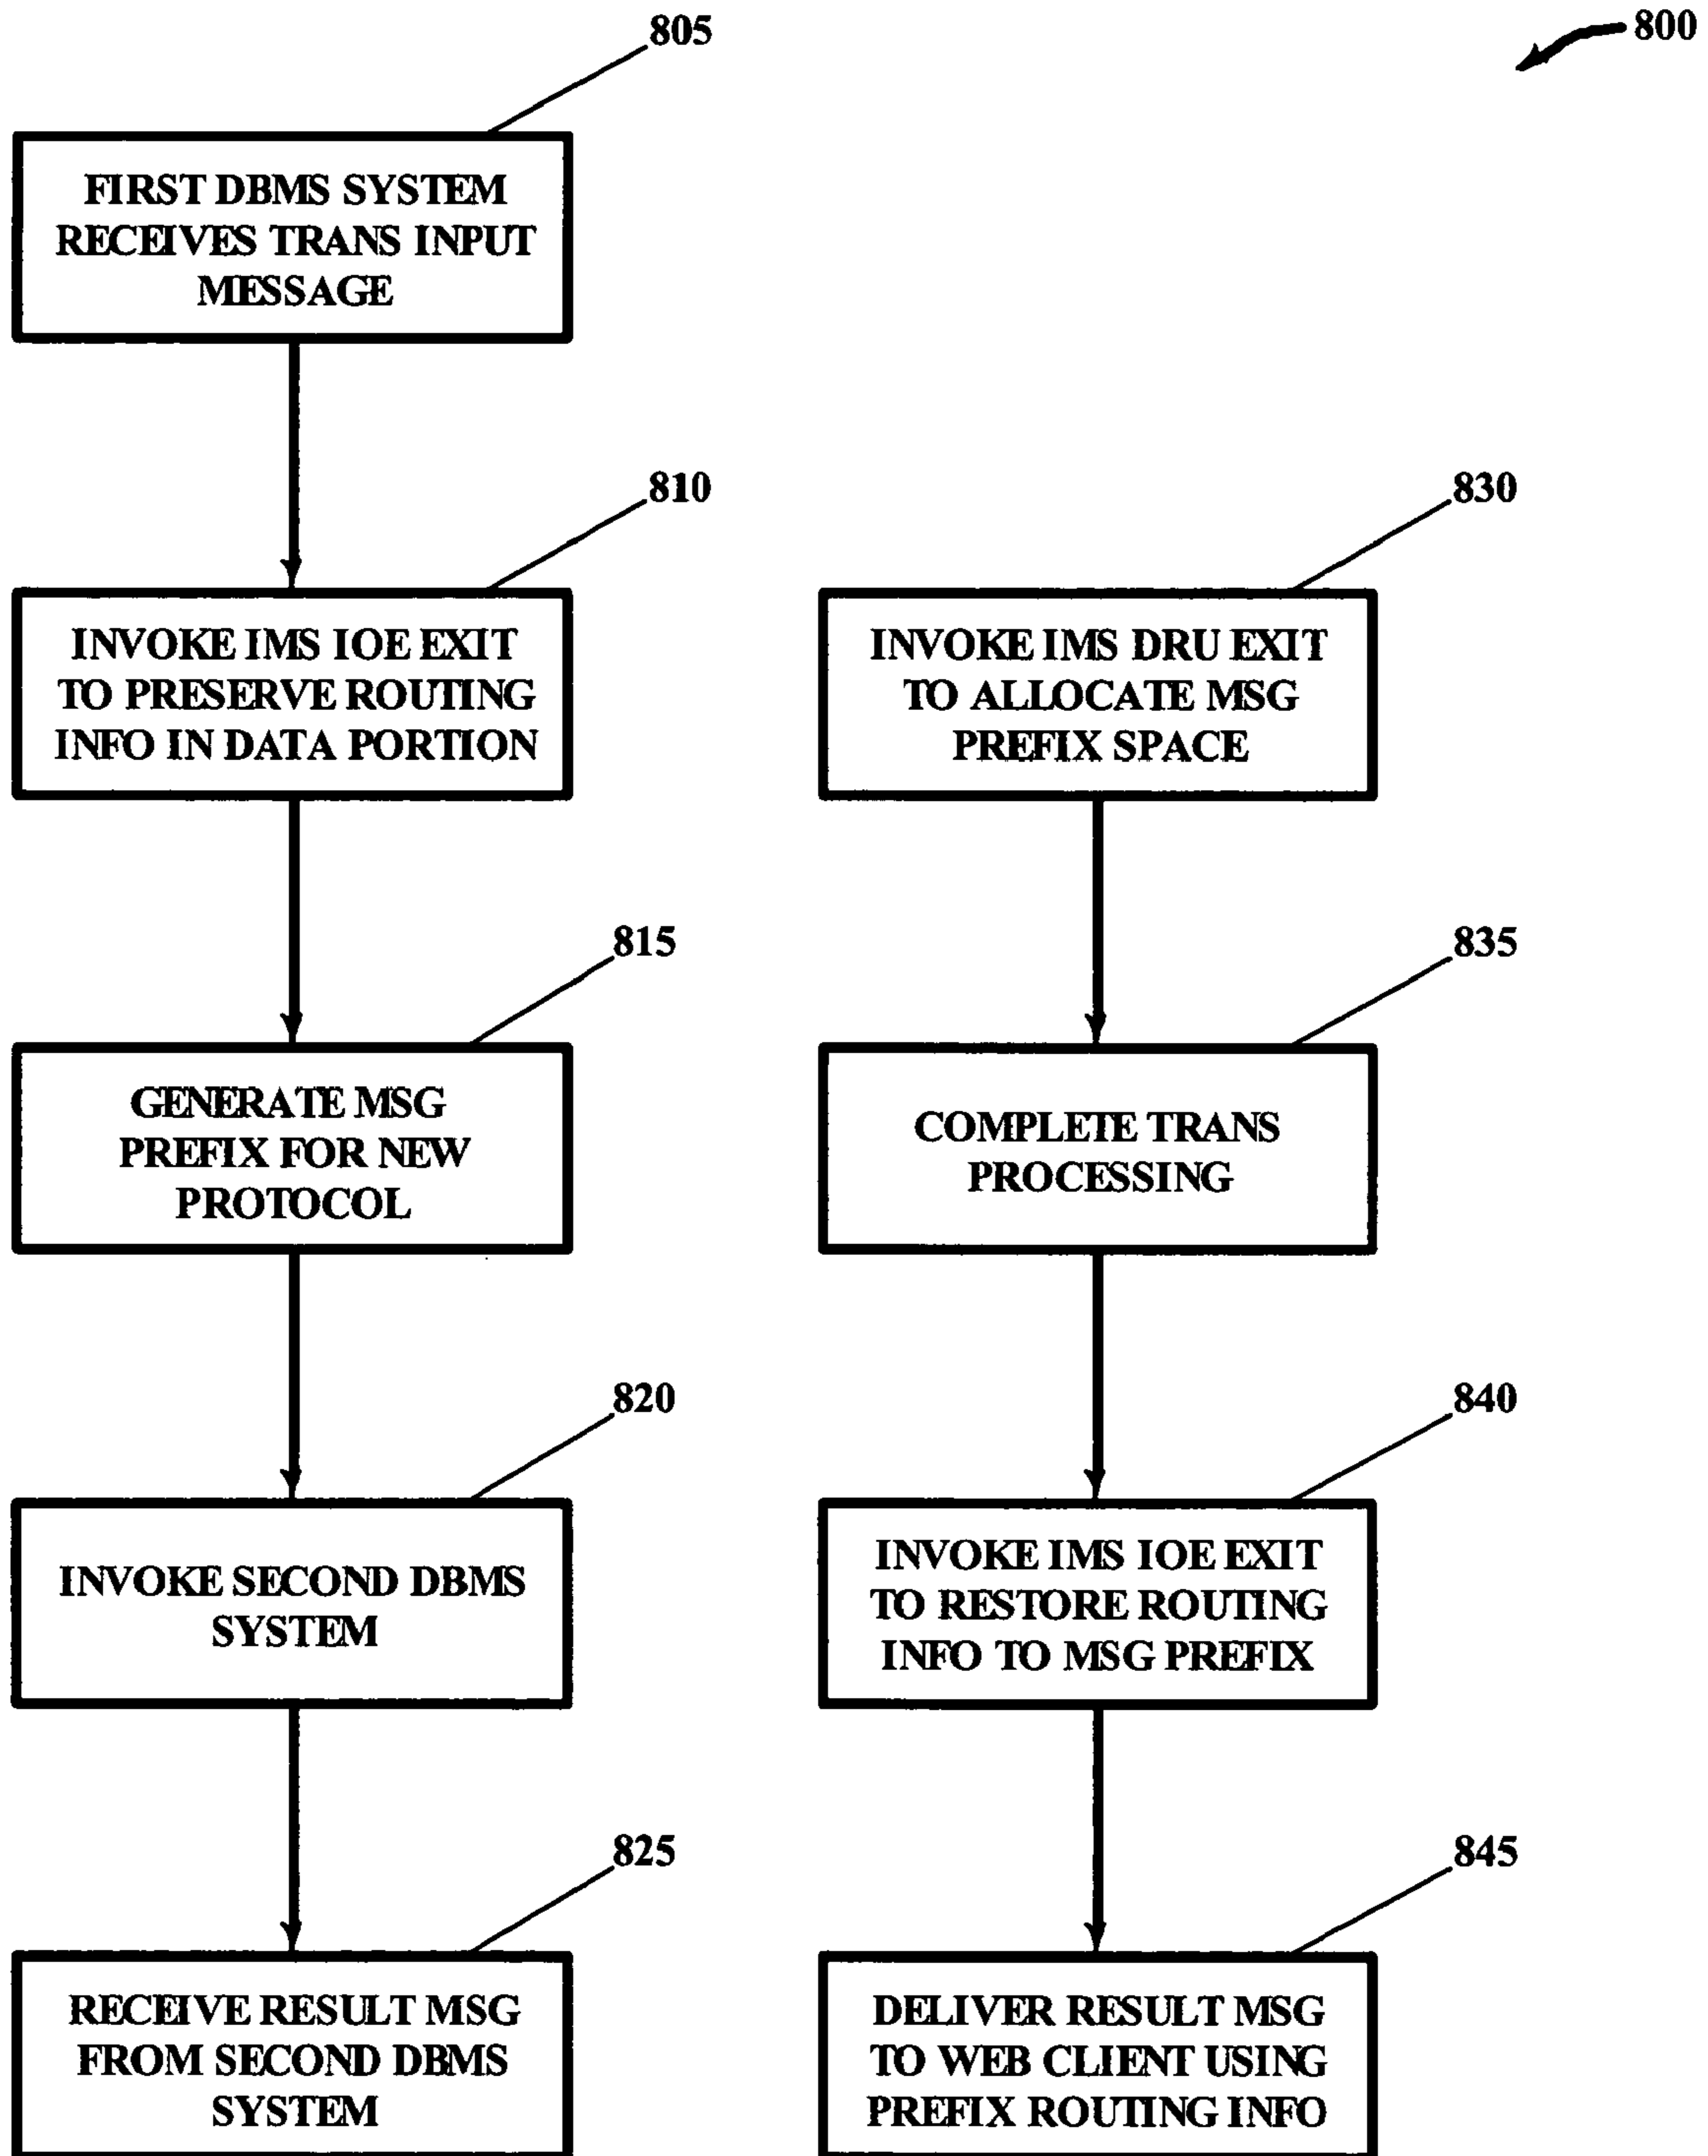 805
800
FIRST DBMS SYSTEM
RECEIVES TRANS INPUT
MESSAGE
810
INVOKE IMS IOE EXIT
TO PRESERVE ROUTING
INFO IN DATA PORTION
815
GENERATE MSG
PREFIX FOR NEW
PROTOCOL
820
INVOKE SECOND DBMS
SYSTEM
825
RECEIVE RESULT MSG
FROM SECOND DBMS
SYSTEM
830
INVOKE IMS DRU EXIT
TO ALLOCATE MSG
PREFIX SPACE
835
COMPLETE TRANS
PROCESSING
840
INVOKE IMS IOE EXIT
TO RESTORE ROUTING
INFO TO MSG PREFIX
845
DELIVER RESULT MSG
TO WEB CLIENT USING
PREFIX ROUTING INFO